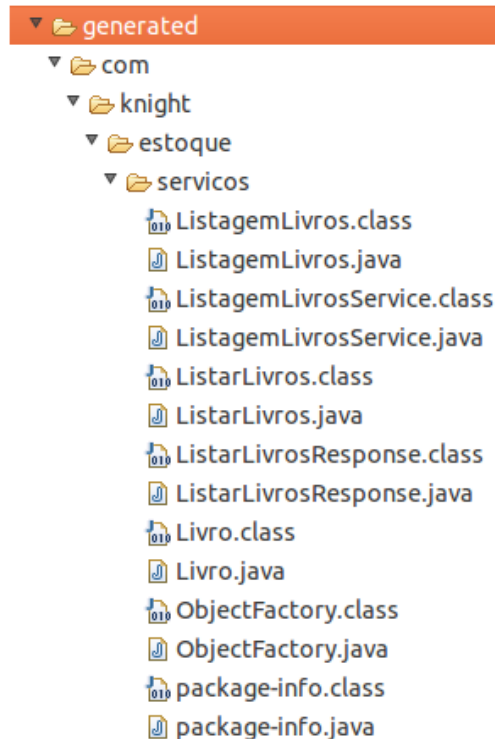 generated
com
knight
estoque
servicos
ListagemLivros.class
ListagemLivros.java
ListagemLivrosService.class
ListagemLivrosService.java
ListarLivros.class
ListarLivros.java
ListarLivrosResponse.class
ListarLivrosResponse.java
Livro.class
Livro.java
ObjectFactory.class
ObjectFactory.java
package-info.class
package-info.java